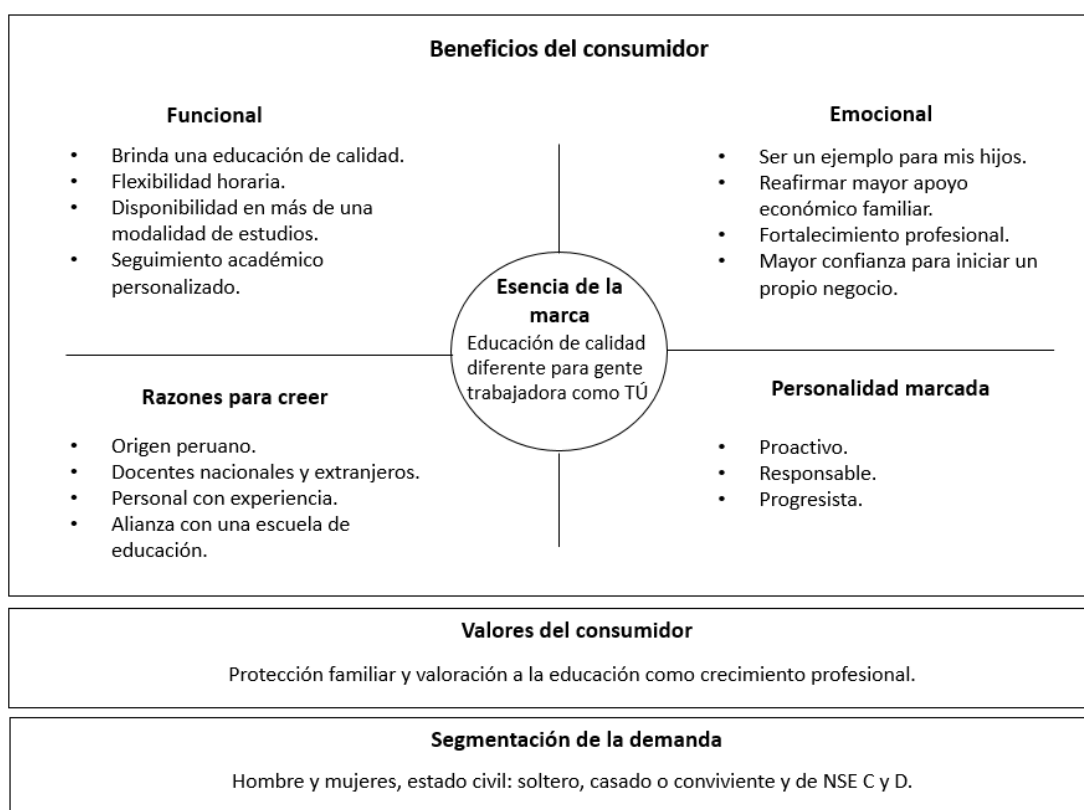 Beneficios del consumidor
Funcional
• Brinda una educación de calidad.
• Flexibilidad horaria.
• Disponibilidad en más de una
modalidad de estudios.
• Seguimiento académico
personalizado.
Emocional
• Ser un ejemplo para mis hijos.
• Reafirmar mayor apoyo
económico familiar.
• Fortalecimiento profesional.
• Mayor confianza para iniciar un
propio negocio.
Esencia de la
marca
Educación de calidad
diferente para gente
trabajadora como TÚ
Razones para creer
• Origen peruano.
• Docentes nacionales y extranjeros.
• Personal con experiencia.
• Alianza con una escuela de
educación.
Personalidad marcada
• Proactivo.
• Responsable.
• Progresista.
Valores del consumidor
Protección familiar y valoración a la educación como crecimiento profesional.
Segmentación de la demanda
Hombre y mujeres, estado civil: soltero, casado o conviviente y de NSE C y D.